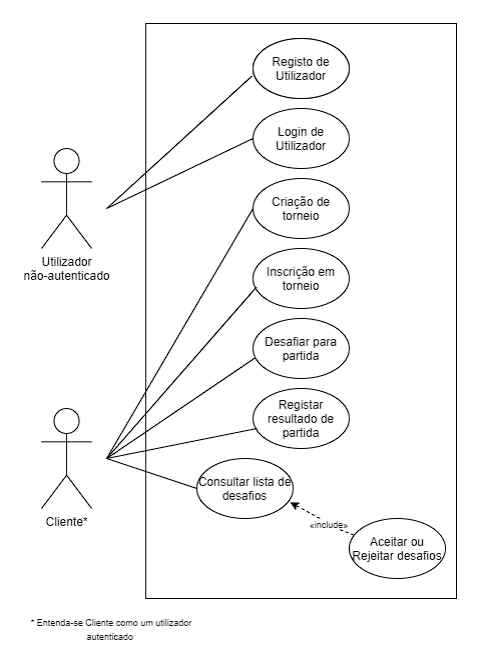 Registo de
Utilizador
Login de
Utilizador
Criação de
torneio
Utilizador
não-autenticado
Inscrição em
torneio
Desafiar para
partida
Registar
resultado de
partida
Consultar lista de
desafios
Cliente*
«include»
Aceitar ou
Rejeitar desafios
* Entenda-se Cliente como um utilizador
autenticado